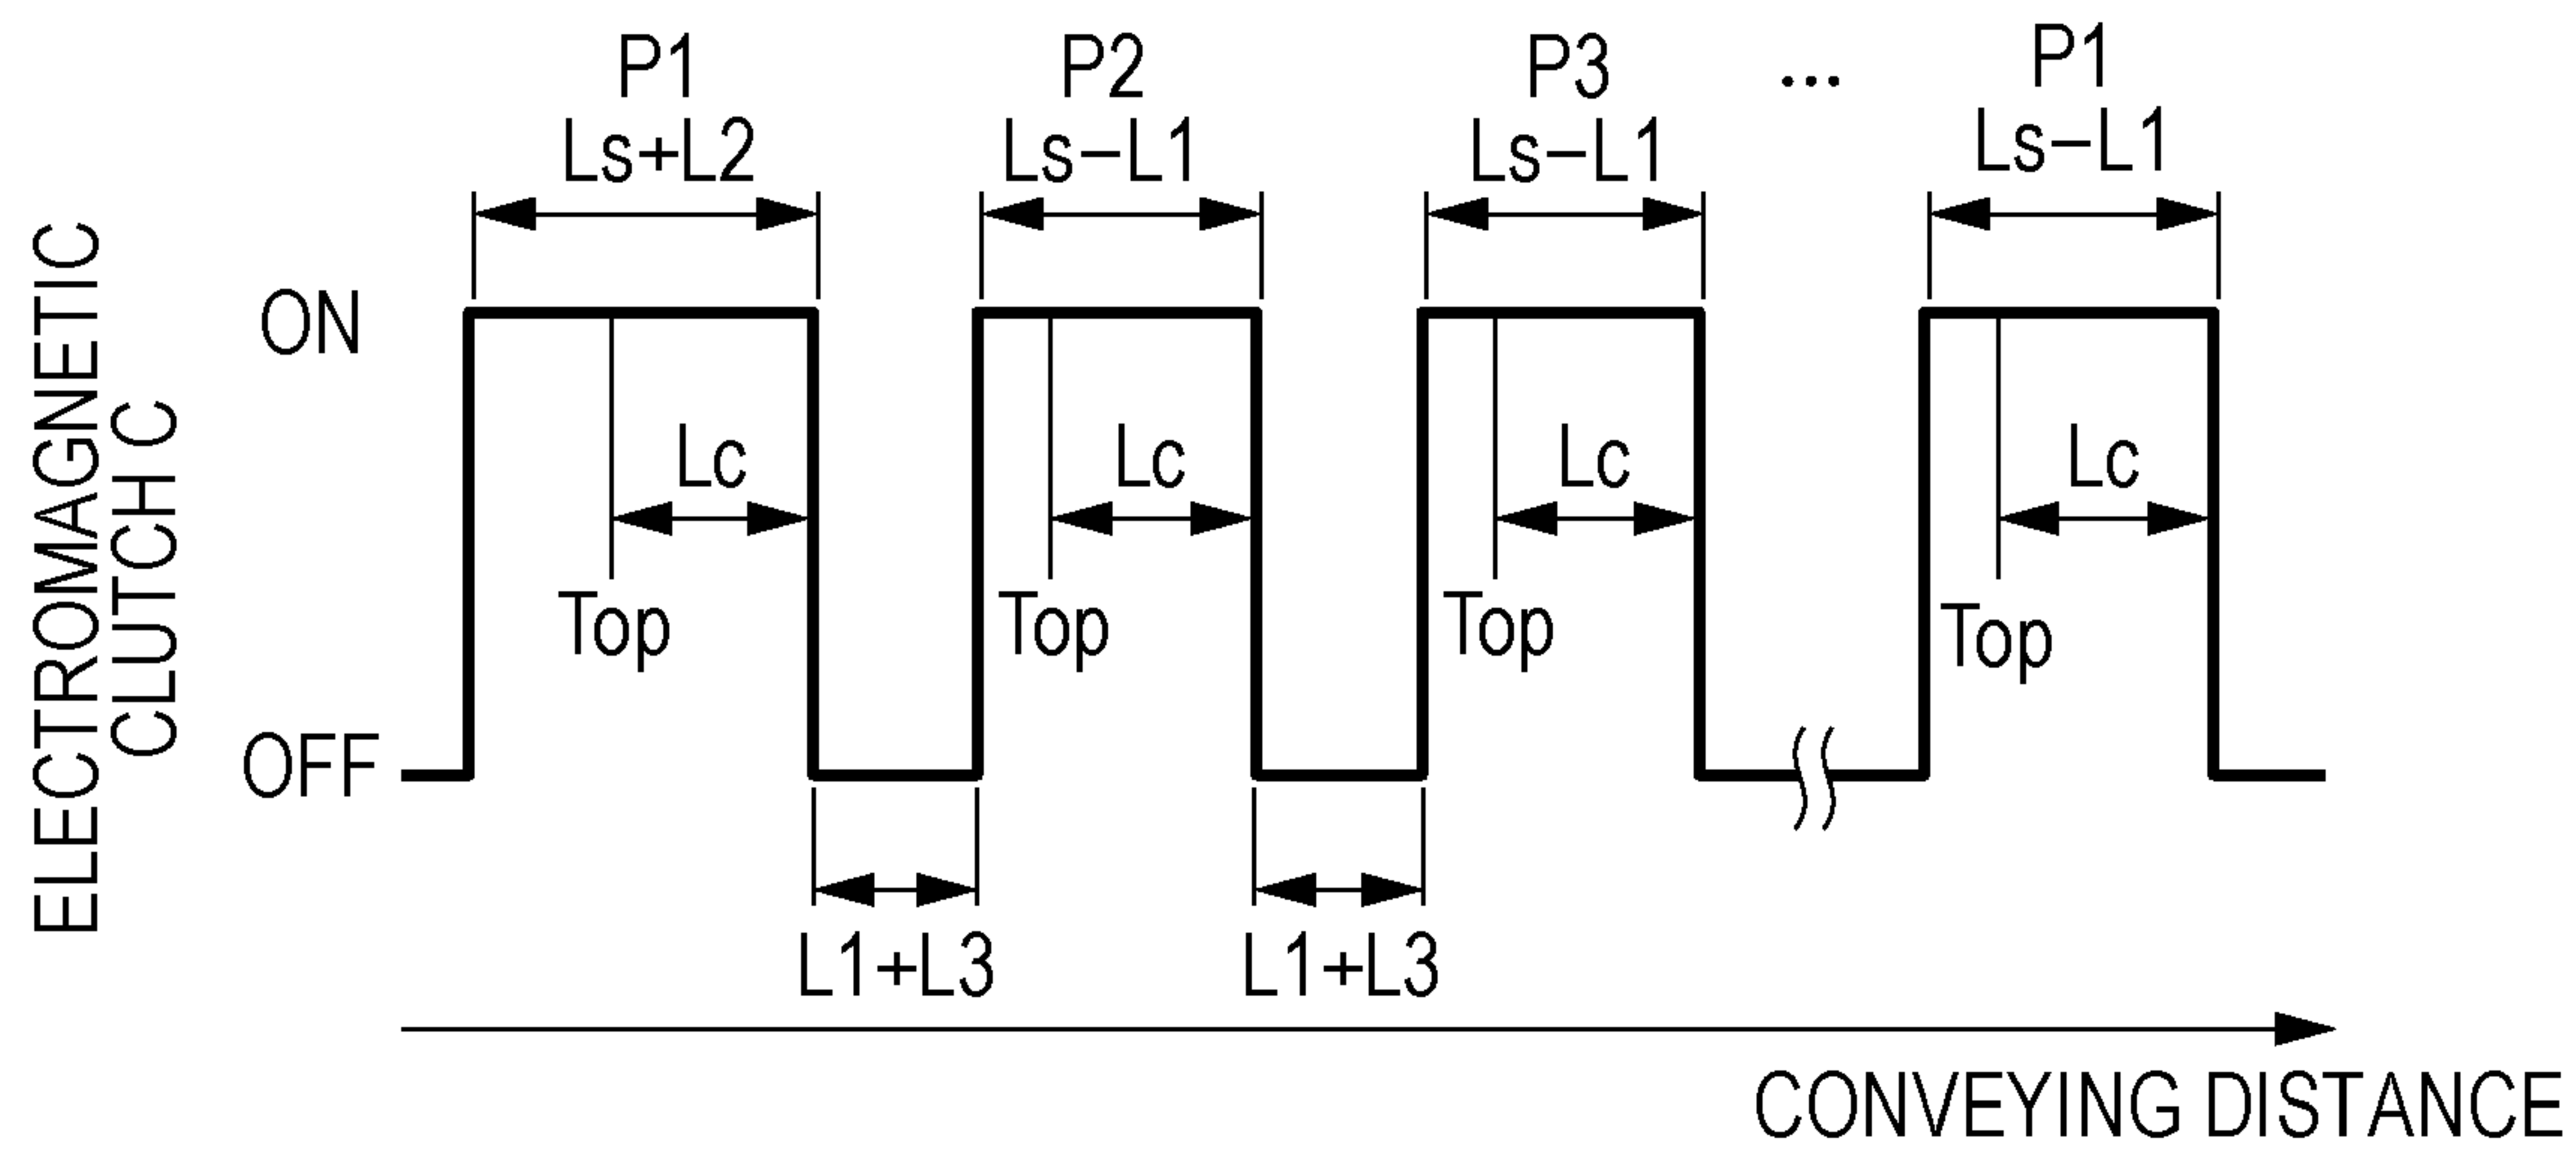 P1
Ls+L2
P2
Ls−L1
P3
Ls−L1
...
P1
Ls−L1
ELECTROMAGNETIC
CLUTCH C
ON
OFF
Lc
Top
Lc
Top
Lc
Top
Lc
Top
L1+L3
L1+L3
CONVEYING DISTANCE